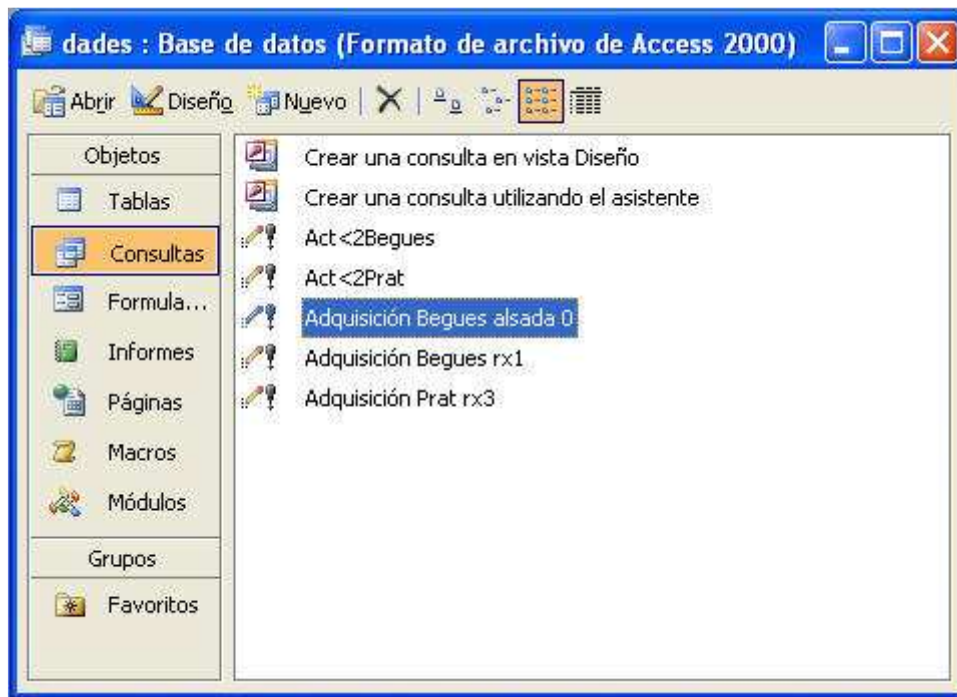 dades : Base de datos (Formato de archivo de Access 2000)
Abrir Diseño Nuevo
Objetos
Tablas
Consultas
Formula...
Informes
Páginas
Macros
Módulos
Grupos
Favoritos
Crear una consulta en vista Diseño
Crear una consulta utilizando el asistente
Act<2Begues
Act<2Prat
Adquisición Begues alsada 0
Adquisición Begues rx1
Adquisición Prat rx3